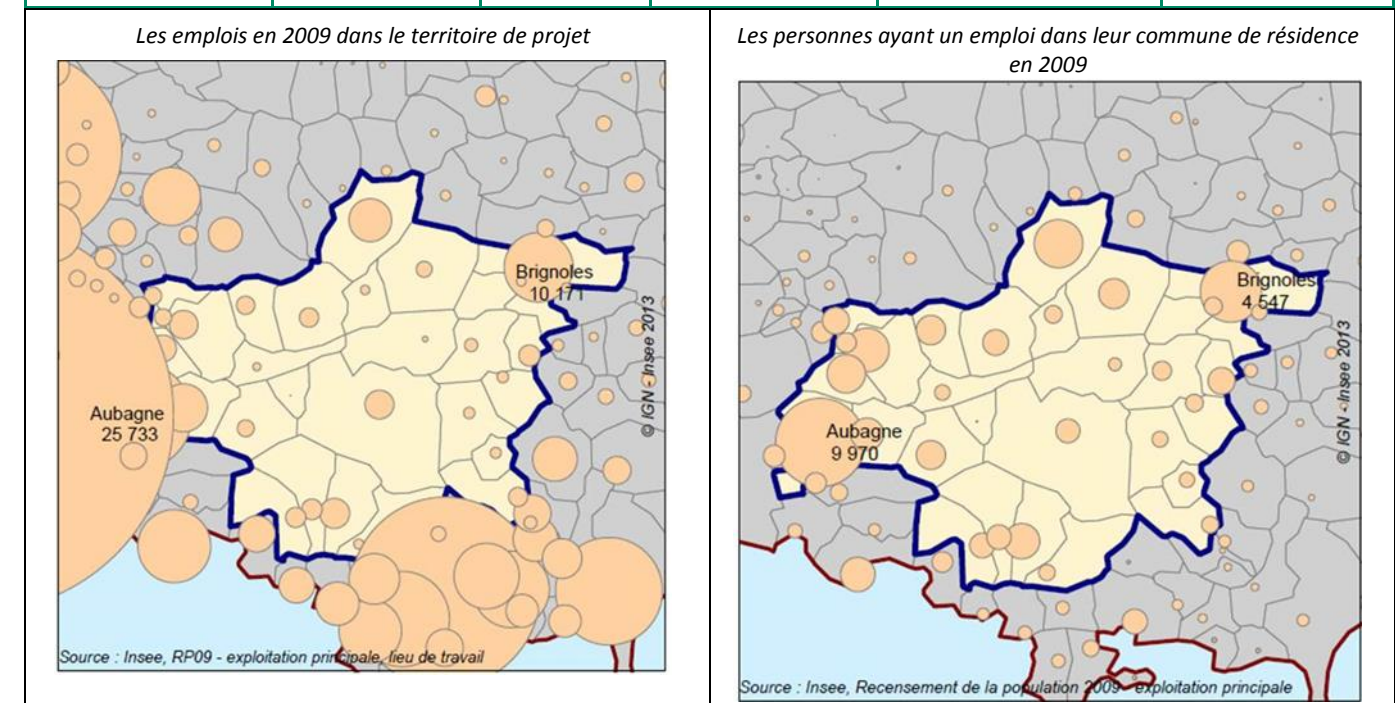 Les emplois en 2009 dans le territoire de projet
Brignoles
10 171
Aubagne
25 733
© IGN - Insee 2013
Source : Insee, RP09 - exploitation principale, lieu de travail
Les personnes ayant un emploi dans leur commune de résidence
en 2009
Brignoles
4 547
Aubagne
9 970
© IGN - Insee 2013
Source : Insee, Recensement de la population 2009 - exploitation principale